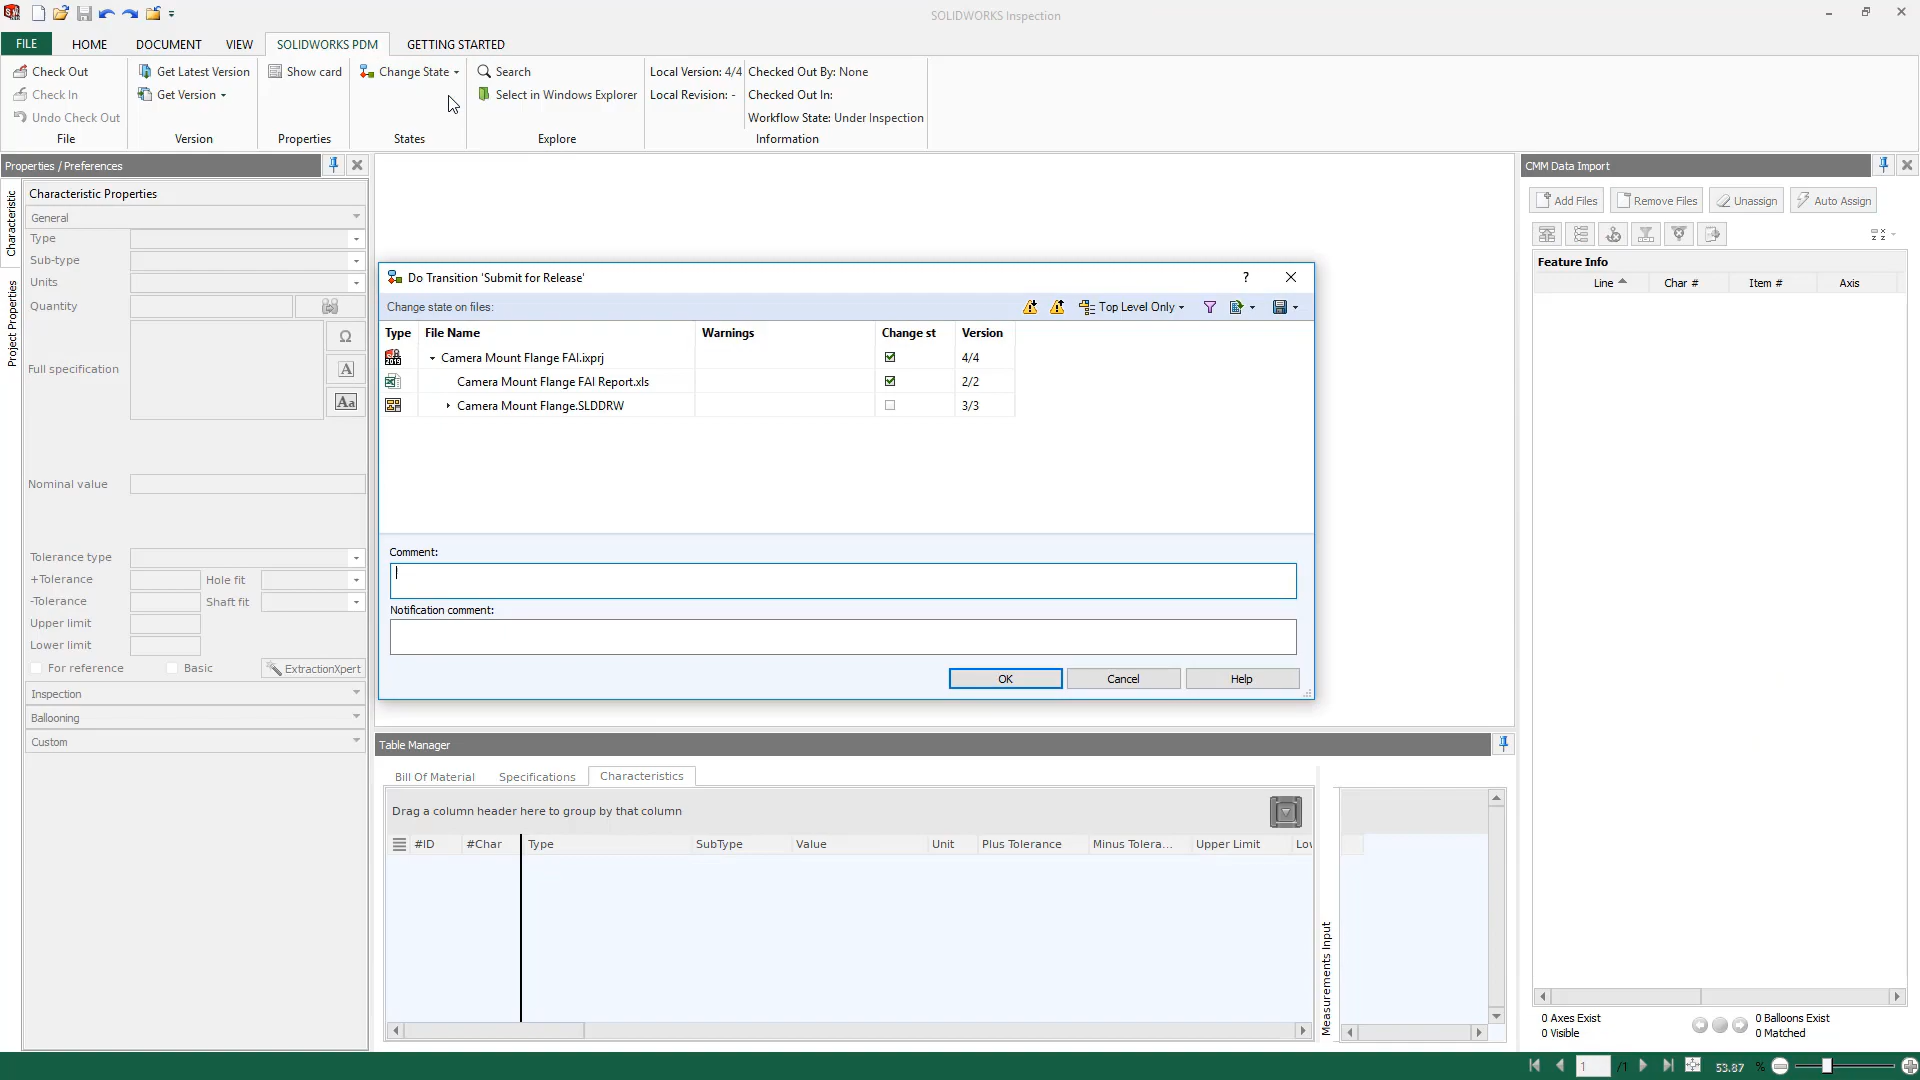 SOLIDWORKS Inspection
FILE HOME DOCUMENT VIEW SOLIDWORKS PDM GETTING STARTED
Check Out Get Latest Version Show card Change State Search Local Version: 4/4 Checked Out By: None
Check In Get Version Select in Windows Explorer Local Revision: - Checked Out In:
Undo Check Out Workflow State: Under Inspection
File Version Properties States Explore Information
Properties / Preferences
CMM Data Import
Characteristic
Project Properties
Characteristic Properties
General
Type
Sub-type
Units
Quantity
Ω
Full specification
A
Aa
Nominal value
Tolerance type
+Tolerance Hole fit
-Tolerance Shaft fit
Upper limit
Lower limit
For reference Basic ExtractionXpert
Inspection
Ballooning
Custom
Do Transition 'Submit for Release' ?
Change state on files: Top Level Only
Type File Name Warnings Change st Version
Camera Mount Flange FAI.ixprj 4/4
Camera Mount Flange FAI Report.xls 2/2
Camera Mount Flange.SLDDRW 3/3
Comment:
Notification comment:
OK Cancel Help
Table Manager
Bill Of Material Specifications Characteristics
Drag a column header here to group by that column
#ID #Char Type SubType Value Unit Plus Tolerance Minus Tolera... Upper Limit
Measurements Input
Add Files Remove Files Unassign Auto Assign
Feature Info
Line Char # Item # Axis
0 Axes Exist 0 Balloons Exist
0 Visible 0 Matched
1 /1 53.87 %